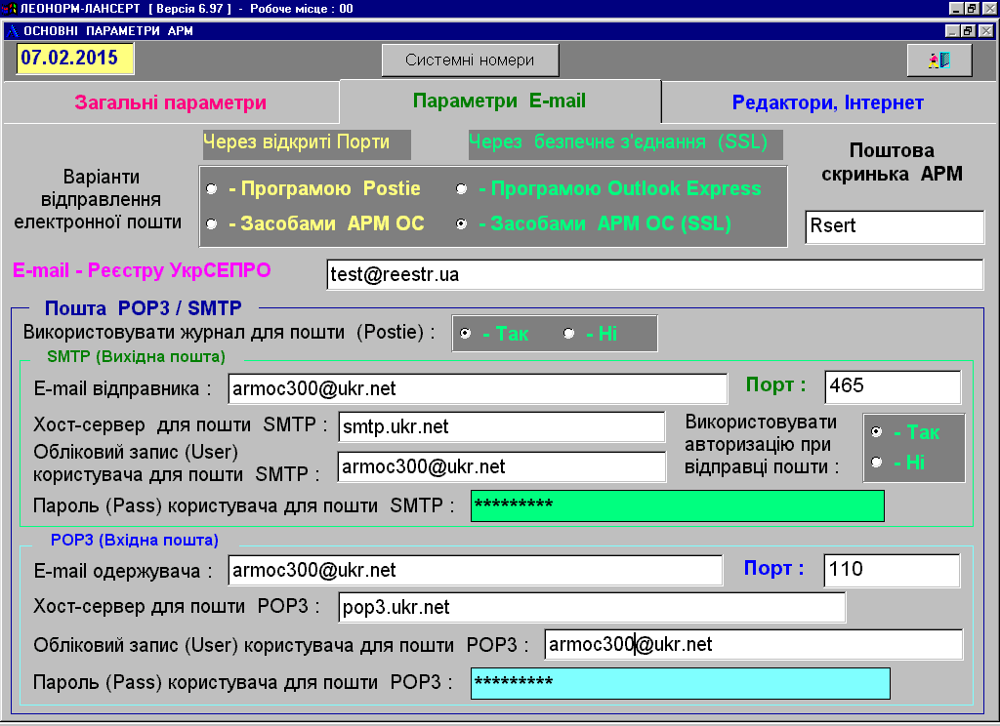 ЛЕОНОРМ-ЛАНСЕРТ [ Версія 6.97 ] - Робоче місце : 00
ОСНОВНІ ПАРАМЕТРИ АРМ
07.02.2015
Системні номери
Загальні параметри
Параметри E-mail
Редактори, Інтернет
Через відкриті Порти
Через безпечне з'єднання (SSL)
Варіанти
відправлення
електронної пошти
- Програмою Postie
- Програмою Outlook Express
- Засобами АРМ ОС
- Засобами АРМ ОС (SSL)
Поштова
скринька АРМ
Rsert
E-mail - Реєстру УкрСЕПРО
test@reestr.ua
Пошта POP3 / SMTP
Використовувати журнал для пошти (Postie) :
- Так
- Ні
SMTP (Вихідна пошта)
E-mail відправника :
armoc300@ukr.net
Порт :
465
Хост-сервер для пошти SMTP :
smtp.ukr.net
Використовувати
авторизацію при
відправці пошти :
- Так
- Ні
Обліковий запис (User)
користувача для пошти SMTP :
armoc300@ukr.net
Пароль (Pass) користувача для пошти SMTP :
*********
POP3 (Вхідна пошта)
E-mail одержувача :
armoc300@ukr.net
Порт :
110
Хост-сервер для пошти POP3 :
pop3.ukr.net
Обліковий запис (User) користувача для пошти POP3 :
armoc300@ukr.net
Пароль (Pass) користувача для пошти POP3 :
*********